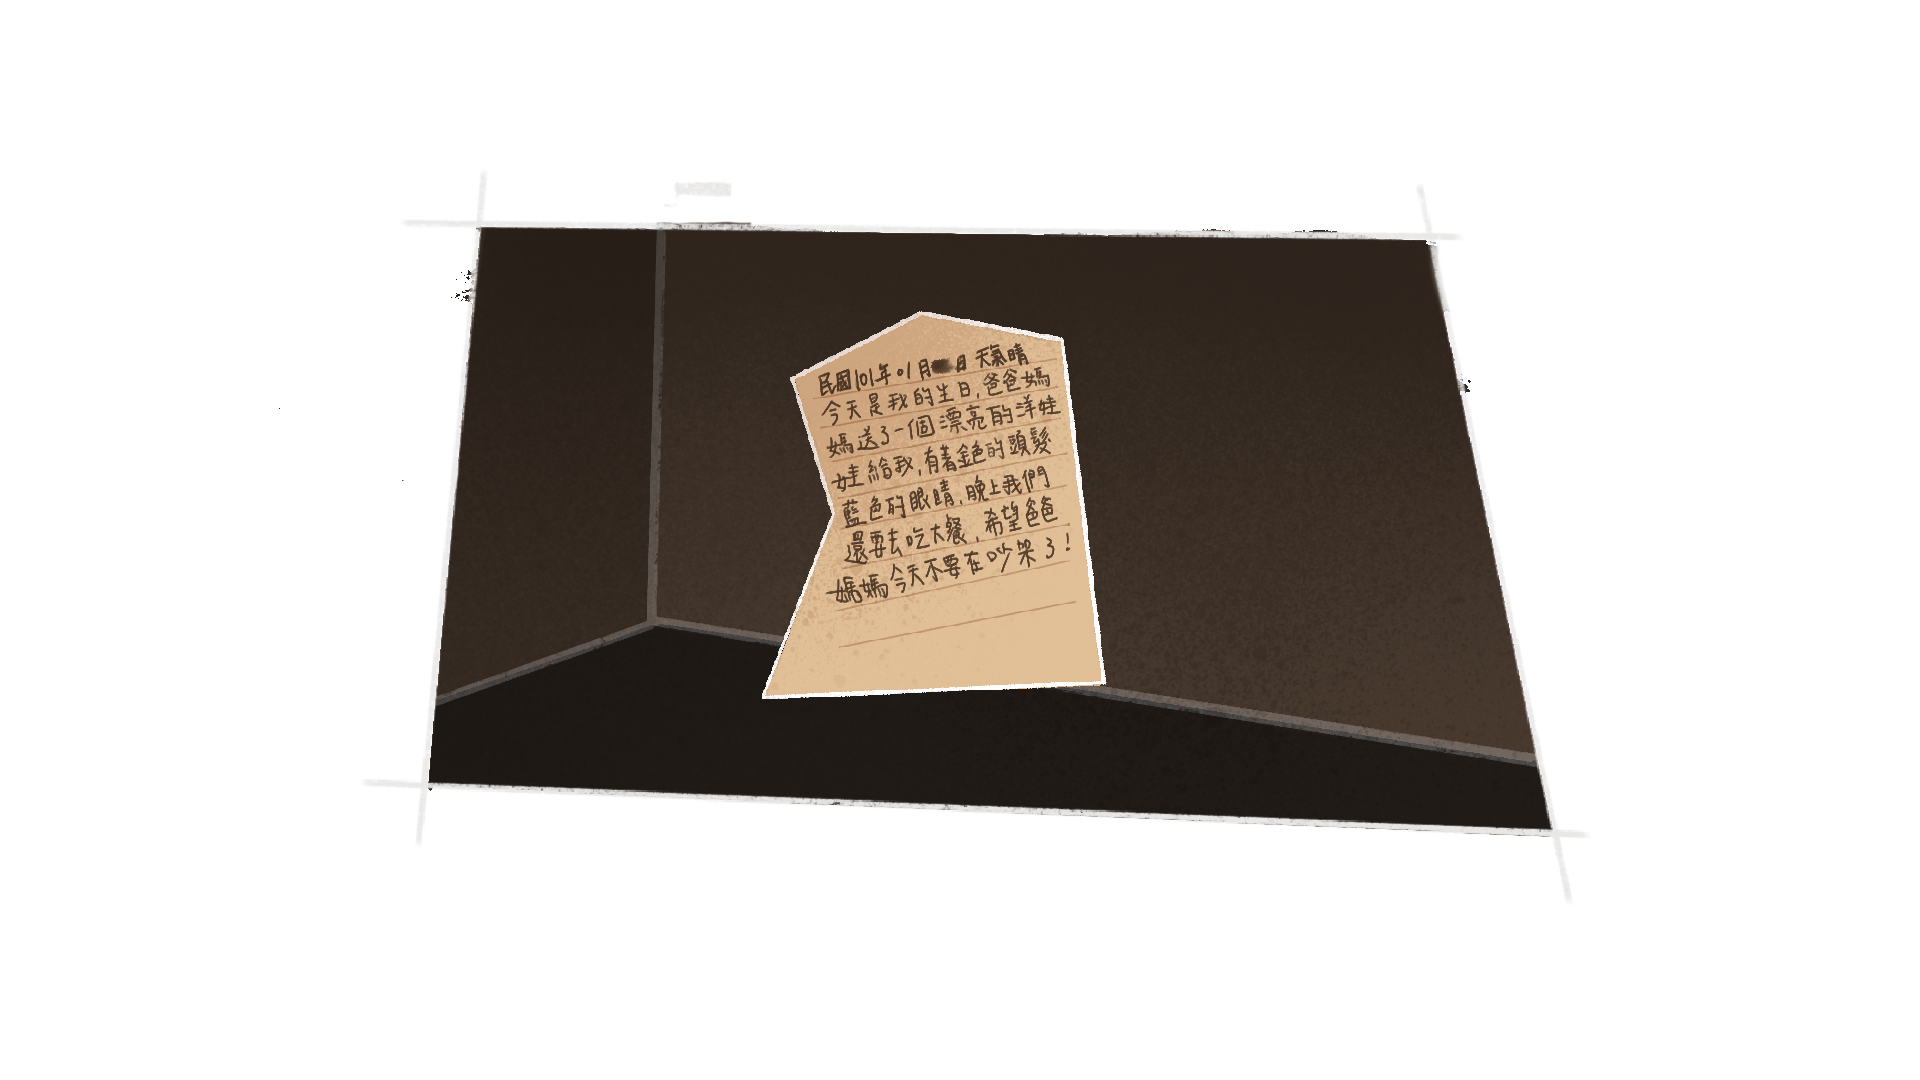 民國101年01月 日 天氣晴
今天是我的生日,爸爸媽
媽送了一個漂亮的洋娃
娃給我,有著金色的頭髮
藍色的眼睛,晚上我們
還要去吃大餐,希望爸爸
媽媽今天不要在吵架了!